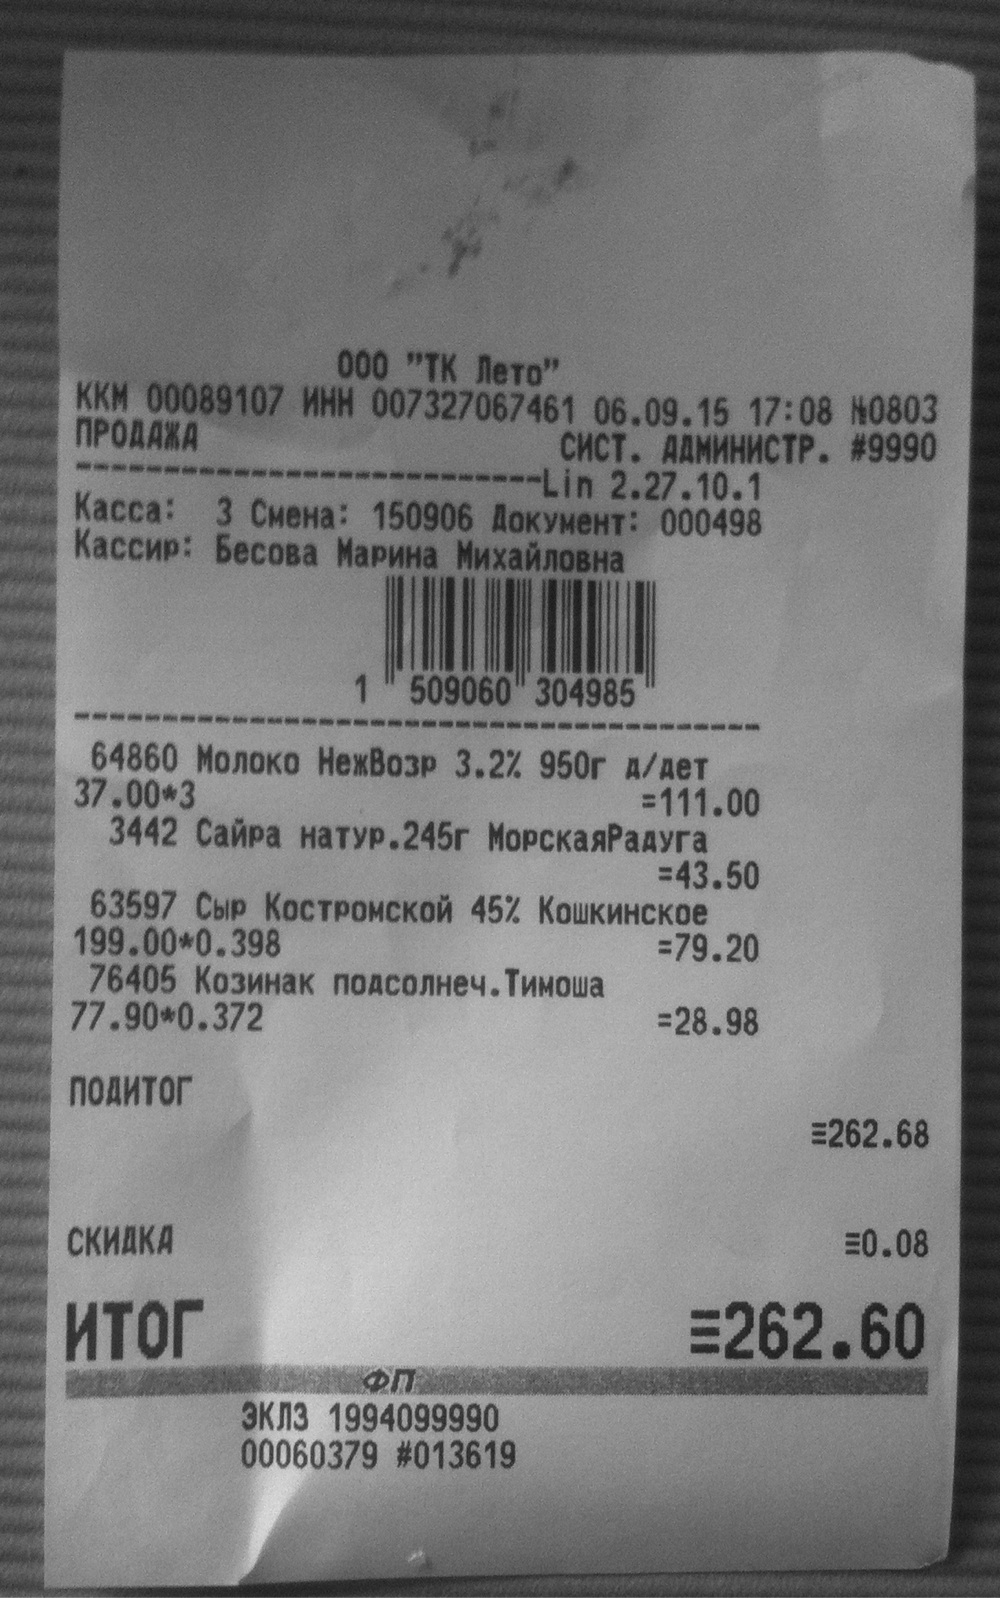 ООО "ТК Лето"
ККМ 00089107 ИНН 007327067461 06.09.15 17:08 №0803
ПРОДАЖА СИСТ. АДМИНИСТР. #9990
------------------------------Lin 2.27.10.1
Касса: 3 Смена: 150906 Документ: 000498
Кассир: Бесова Марина Михайловна
1 509060 304985
64860 Молоко НежВозр 3.2% 950г д/дет
37.00*3 =111.00
3442 Сайра натур.245г МорскаяРадуга
=43.50
63597 Сыр Костромской 45% Кошкинское
199.00*0.398 =79.20
76405 Козинак подсолнеч.Тимоша
77.90*0.372 =28.98
ПОДИТОГ
≡262.68
СКИДКА ≡0.08
ИТОГ ≡262.60
ФП
ЭКЛЗ 1994099990
00060379 #013619